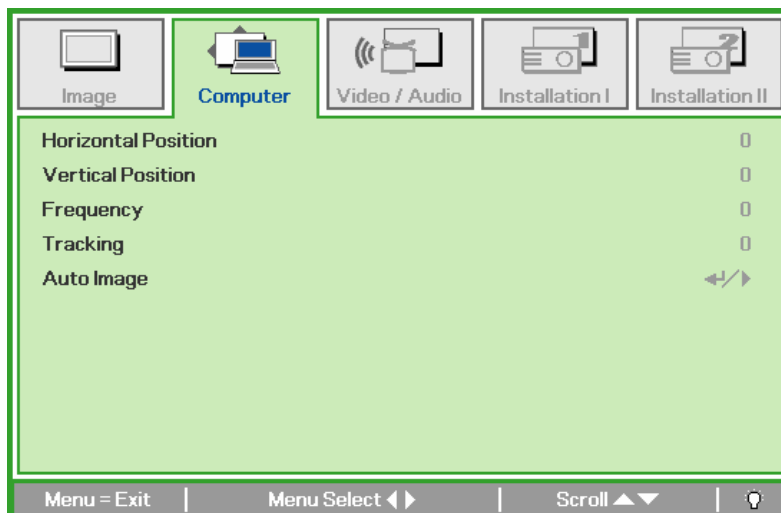 Image Computer Video / Audio Installation I Installation II
Horizontal Position 0
Vertical Position 0
Frequency 0
Tracking 0
Auto Image
Menu = Exit | Menu Select | Scroll |